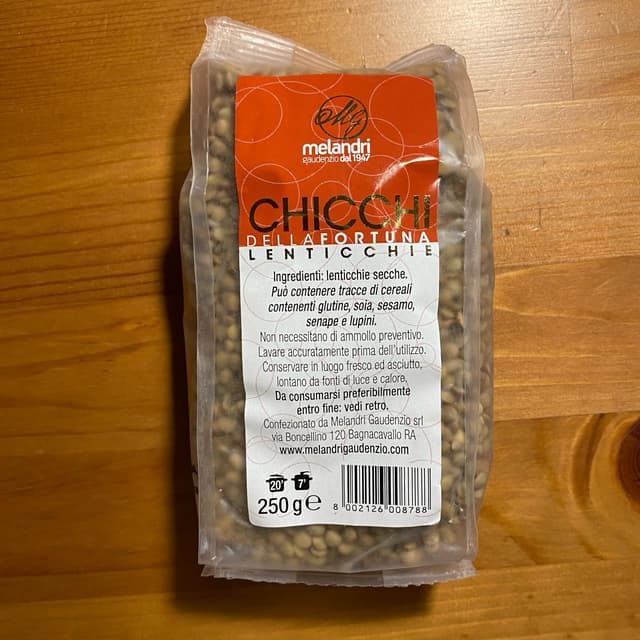 MG
melandri
gaudenzio dal 1947
CHICCHI
DELLAFORTUNA
LENTICCHIE
Ingredienti: lenticchie secche.
Può contenere tracce di cereali
contenenti glutine, soia, sesamo,
senape e lupini.
Non necessitano di ammollo preventivo.
Lavare accuratamente prima dell'utilizzo.
Conservare in luogo fresco ed asciutto,
lontano da fonti di luce e calore.
Da consumarsi preferibilmente
entro fine: vedi retro.
Confezionato da Melandri Gaudenzio srl
via Boncellino 120 Bagnacavallo RA
www.melandrigaudenzio.com
20' 7'
250 g e
8 002126 008788